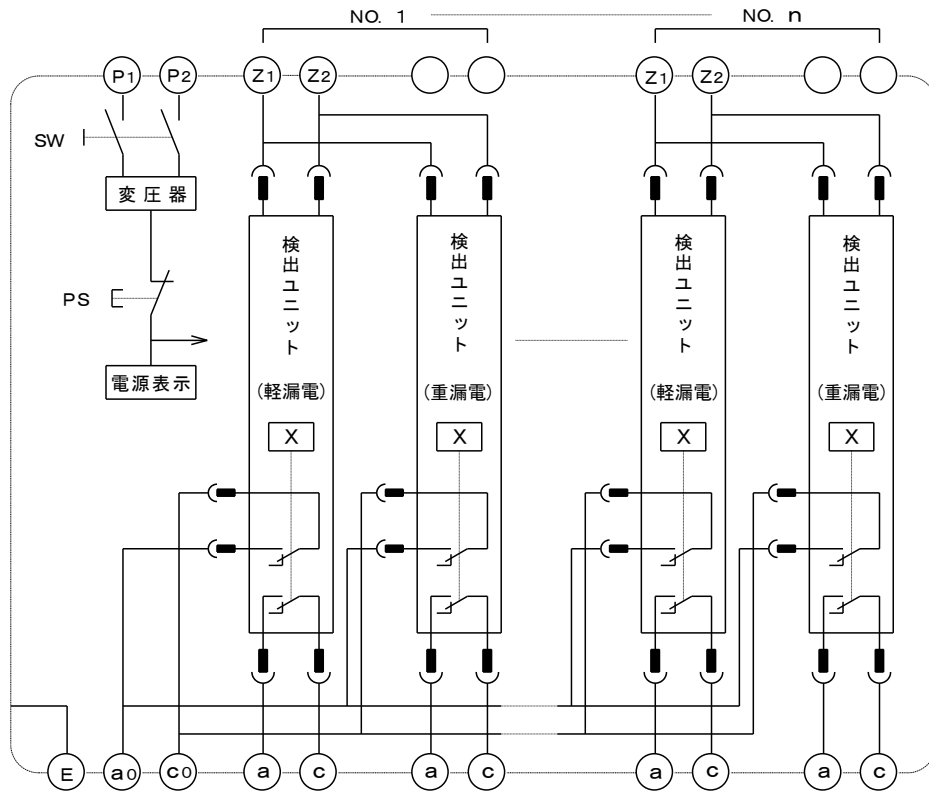 NO. 1
NO. n
P1
P2
Z1
Z2
Z1
Z2
SW
変圧器
PS
電源表示
検出ユニット
(軽漏電)
X
検出ユニット
(重漏電)
X
検出ユニット
(軽漏電)
X
検出ユニット
(重漏電)
X
E
a0
c0
a
c
a
c
a
c
a
c